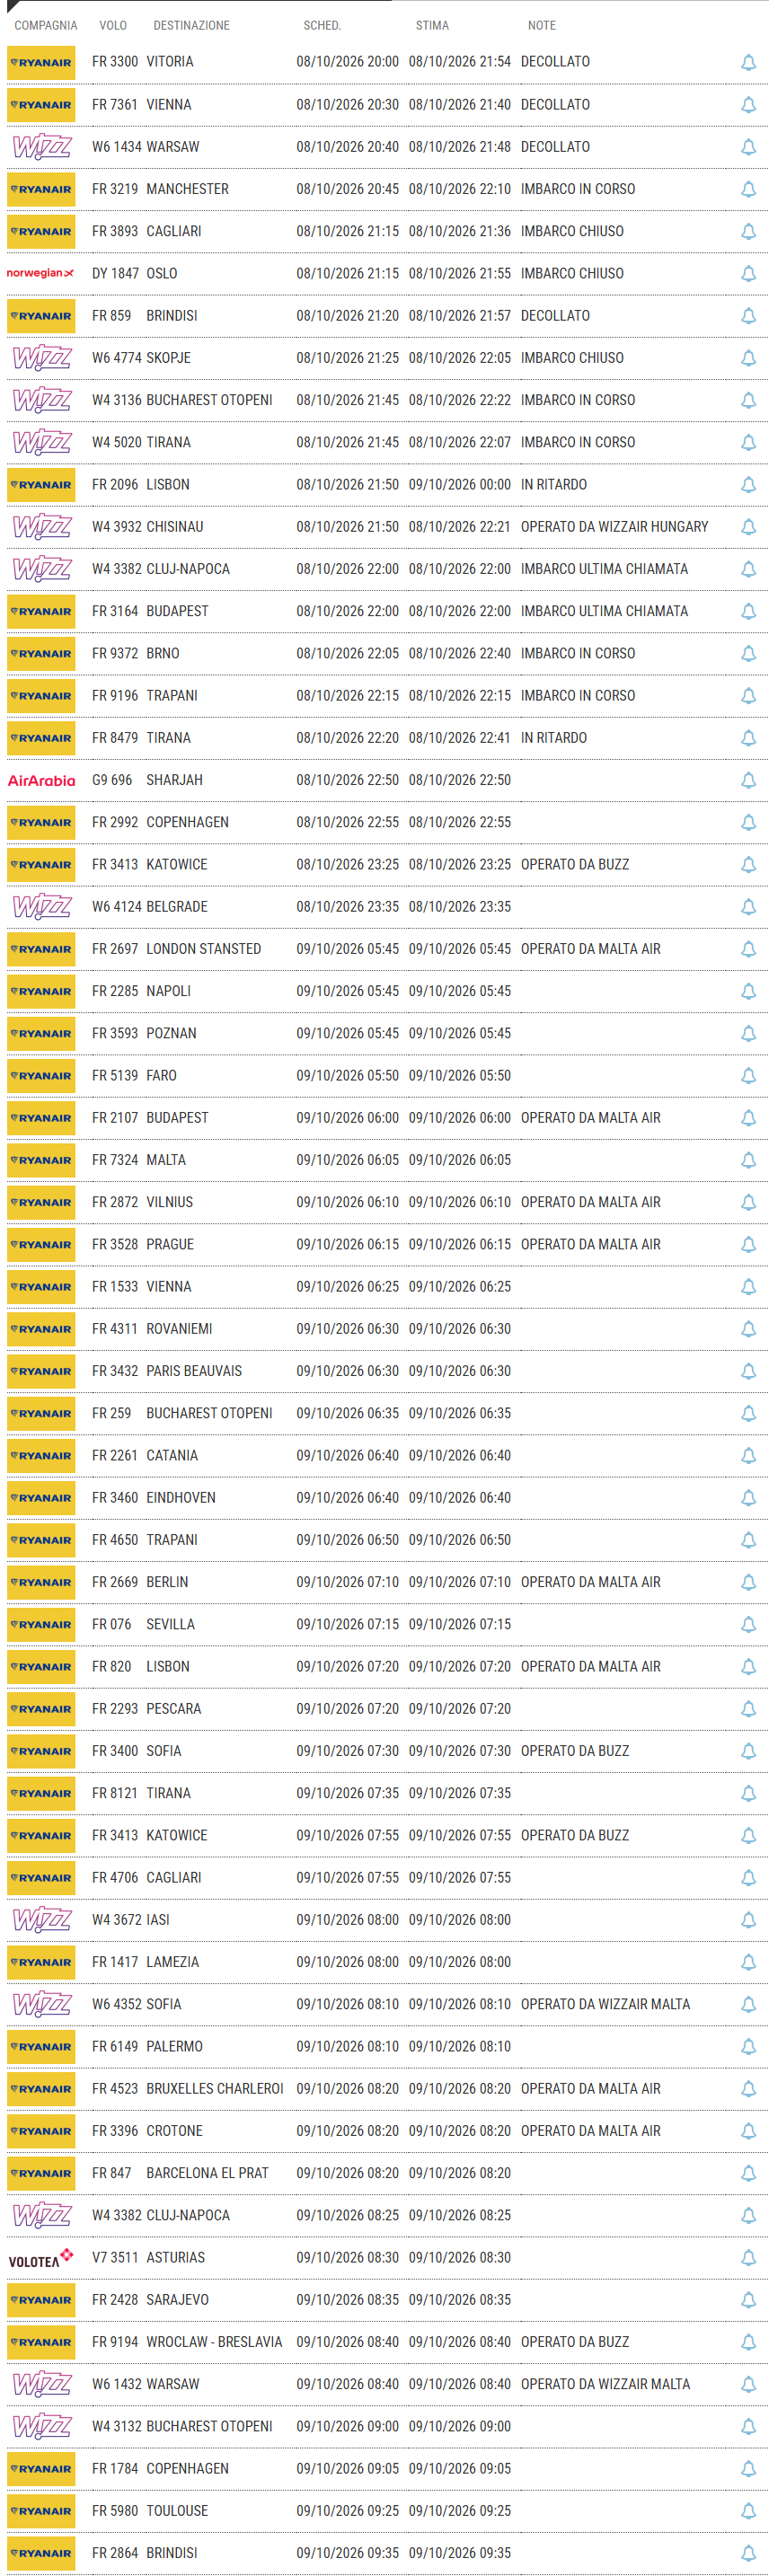 COMPAGNIA VOLO DESTINAZIONE SCHED. STIMA NOTE
RYANAIR FR 3300 VITORIA 08/10/2026 20:00 08/10/2026 21:54 DECOLLATO
RYANAIR FR 7361 VIENNA 08/10/2026 20:30 08/10/2026 21:40 DECOLLATO
WIZZ W6 1434 WARSAW 08/10/2026 20:40 08/10/2026 21:48 DECOLLATO
RYANAIR FR 3219 MANCHESTER 08/10/2026 20:45 08/10/2026 22:10 IMBARCO IN CORSO
RYANAIR FR 3893 CAGLIARI 08/10/2026 21:15 08/10/2026 21:36 IMBARCO CHIUSO
norwegian DY 1847 OSLO 08/10/2026 21:15 08/10/2026 21:55 IMBARCO CHIUSO
RYANAIR FR 859 BRINDISI 08/10/2026 21:20 08/10/2026 21:57 DECOLLATO
WIZZ W6 4774 SKOPJE 08/10/2026 21:25 08/10/2026 22:05 IMBARCO CHIUSO
WIZZ W4 3136 BUCHAREST OTOPENI 08/10/2026 21:45 08/10/2026 22:22 IMBARCO IN CORSO
WIZZ W4 5020 TIRANA 08/10/2026 21:45 08/10/2026 22:07 IMBARCO IN CORSO
RYANAIR FR 2096 LISBON 08/10/2026 21:50 09/10/2026 00:00 IN RITARDO
WIZZ W4 3932 CHISINAU 08/10/2026 21:50 08/10/2026 22:21 OPERATO DA WIZZAIR HUNGARY
WIZZ W4 3382 CLUJ-NAPOCA 08/10/2026 22:00 08/10/2026 22:00 IMBARCO ULTIMA CHIAMATA
RYANAIR FR 3164 BUDAPEST 08/10/2026 22:00 08/10/2026 22:00 IMBARCO ULTIMA CHIAMATA
RYANAIR FR 9372 BRNO 08/10/2026 22:05 08/10/2026 22:40 IMBARCO IN CORSO
RYANAIR FR 9196 TRAPANI 08/10/2026 22:15 08/10/2026 22:15 IMBARCO IN CORSO
RYANAIR FR 8479 TIRANA 08/10/2026 22:20 08/10/2026 22:41 IN RITARDO
AirArabia G9 696 SHARJAH 08/10/2026 22:50 08/10/2026 22:50
RYANAIR FR 2992 COPENHAGEN 08/10/2026 22:55 08/10/2026 22:55
RYANAIR FR 3413 KATOWICE 08/10/2026 23:25 08/10/2026 23:25 OPERATO DA BUZZ
WIZZ W6 4124 BELGRADE 08/10/2026 23:35 08/10/2026 23:35
RYANAIR FR 2697 LONDON STANSTED 09/10/2026 05:45 09/10/2026 05:45 OPERATO DA MALTA AIR
RYANAIR FR 2285 NAPOLI 09/10/2026 05:45 09/10/2026 05:45
RYANAIR FR 3593 POZNAN 09/10/2026 05:45 09/10/2026 05:45
RYANAIR FR 5139 FARO 09/10/2026 05:50 09/10/2026 05:50
RYANAIR FR 2107 BUDAPEST 09/10/2026 06:00 09/10/2026 06:00 OPERATO DA MALTA AIR
RYANAIR FR 7324 MALTA 09/10/2026 06:05 09/10/2026 06:05
RYANAIR FR 2872 VILNIUS 09/10/2026 06:10 09/10/2026 06:10 OPERATO DA MALTA AIR
RYANAIR FR 3528 PRAGUE 09/10/2026 06:15 09/10/2026 06:15 OPERATO DA MALTA AIR
RYANAIR FR 1533 VIENNA 09/10/2026 06:25 09/10/2026 06:25
RYANAIR FR 4311 ROVANIEMI 09/10/2026 06:30 09/10/2026 06:30
RYANAIR FR 3432 PARIS BEAUVAIS 09/10/2026 06:30 09/10/2026 06:30
RYANAIR FR 259 BUCHAREST OTOPENI 09/10/2026 06:35 09/10/2026 06:35
RYANAIR FR 2261 CATANIA 09/10/2026 06:40 09/10/2026 06:40
RYANAIR FR 3460 EINDHOVEN 09/10/2026 06:40 09/10/2026 06:40
RYANAIR FR 4650 TRAPANI 09/10/2026 06:50 09/10/2026 06:50
RYANAIR FR 2669 BERLIN 09/10/2026 07:10 09/10/2026 07:10 OPERATO DA MALTA AIR
RYANAIR FR 076 SEVILLA 09/10/2026 07:15 09/10/2026 07:15
RYANAIR FR 820 LISBON 09/10/2026 07:20 09/10/2026 07:20 OPERATO DA MALTA AIR
RYANAIR FR 2293 PESCARA 09/10/2026 07:20 09/10/2026 07:20
RYANAIR FR 3400 SOFIA 09/10/2026 07:30 09/10/2026 07:30 OPERATO DA BUZZ
RYANAIR FR 8121 TIRANA 09/10/2026 07:35 09/10/2026 07:35
RYANAIR FR 3413 KATOWICE 09/10/2026 07:55 09/10/2026 07:55 OPERATO DA BUZZ
RYANAIR FR 4706 CAGLIARI 09/10/2026 07:55 09/10/2026 07:55
WIZZ W4 3672 IASI 09/10/2026 08:00 09/10/2026 08:00
RYANAIR FR 1417 LAMEZIA 09/10/2026 08:00 09/10/2026 08:00
WIZZ W6 4352 SOFIA 09/10/2026 08:10 09/10/2026 08:10 OPERATO DA WIZZAIR MALTA
RYANAIR FR 6149 PALERMO 09/10/2026 08:10 09/10/2026 08:10
RYANAIR FR 4523 BRUXELLES CHARLEROI 09/10/2026 08:20 09/10/2026 08:20 OPERATO DA MALTA AIR
RYANAIR FR 3396 CROTONE 09/10/2026 08:20 09/10/2026 08:20 OPERATO DA MALTA AIR
RYANAIR FR 847 BARCELONA EL PRAT 09/10/2026 08:20 09/10/2026 08:20
WIZZ W4 3382 CLUJ-NAPOCA 09/10/2026 08:25 09/10/2026 08:25
VOLOTEA V7 3511 ASTURIAS 09/10/2026 08:30 09/10/2026 08:30
RYANAIR FR 2428 SARAJEVO 09/10/2026 08:35 09/10/2026 08:35
RYANAIR FR 9194 WROCLAW - BRESLAVIA 09/10/2026 08:40 09/10/2026 08:40 OPERATO DA BUZZ
WIZZ W6 1432 WARSAW 09/10/2026 08:40 09/10/2026 08:40 OPERATO DA WIZZAIR MALTA
WIZZ W4 3132 BUCHAREST OTOPENI 09/10/2026 09:00 09/10/2026 09:00
RYANAIR FR 1784 COPENHAGEN 09/10/2026 09:05 09/10/2026 09:05
RYANAIR FR 5980 TOULOUSE 09/10/2026 09:25 09/10/2026 09:25
RYANAIR FR 2864 BRINDISI 09/10/2026 09:35 09/10/2026 09:35